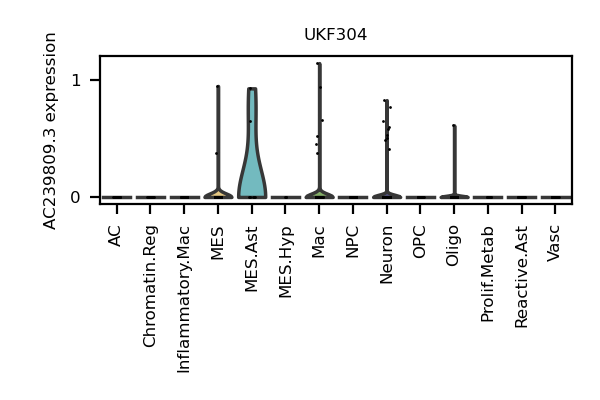 UKF304
AC239809.3 expression
1
0
AC
Chromatin.Reg
Inflammatory.Mac
MES
MES.Ast
MES.Hyp
Mac
NPC
Neuron
OPC
Oligo
Prolif.Metab
Reactive.Ast
Vasc